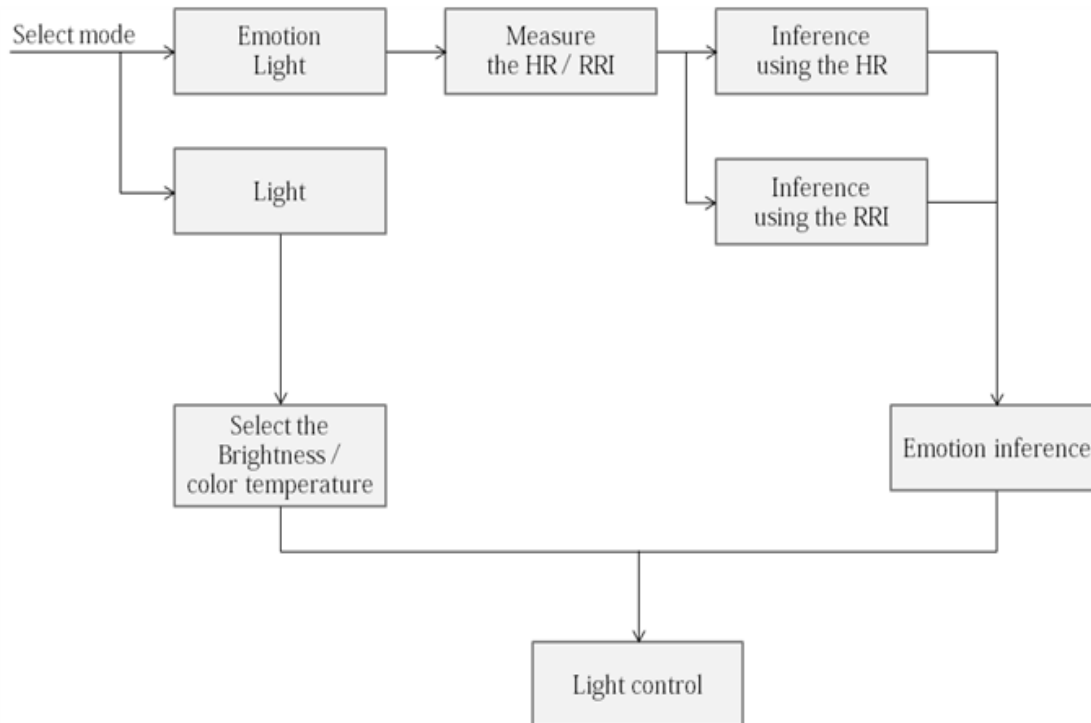 Select mode
Emotion
Light
Measure
the HR / RRI
Inference
using the HR
Light
Inference
using the RRI
Select the
Brightness /
color temperature
Emotion inference
Light control